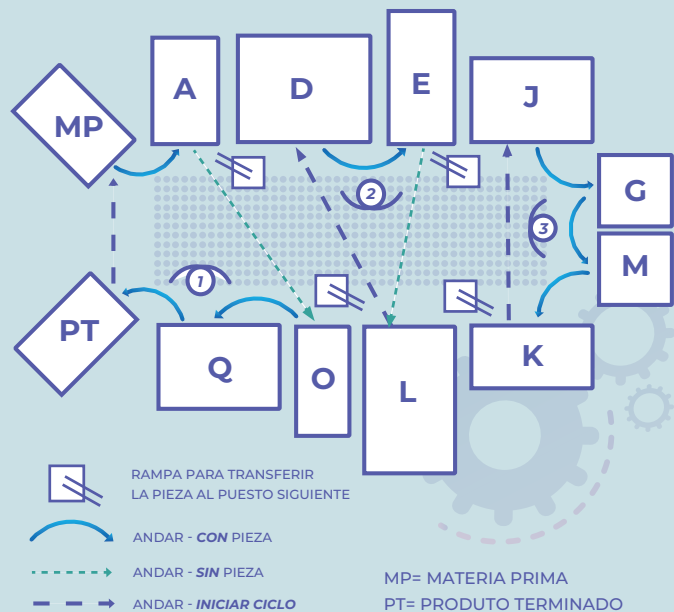 MP
A
D
E
J
G
M
K
L
O
Q
PT
1
2
3
RAMPA PARA TRANSFERIR
LA PIEZA AL PUESTO SIGUIENTE
ANDAR - CON PIEZA
ANDAR - SIN PIEZA
ANDAR - INICIAR CICLO
MP= MATERIA PRIMA
PT= PRODUTO TERMINADO